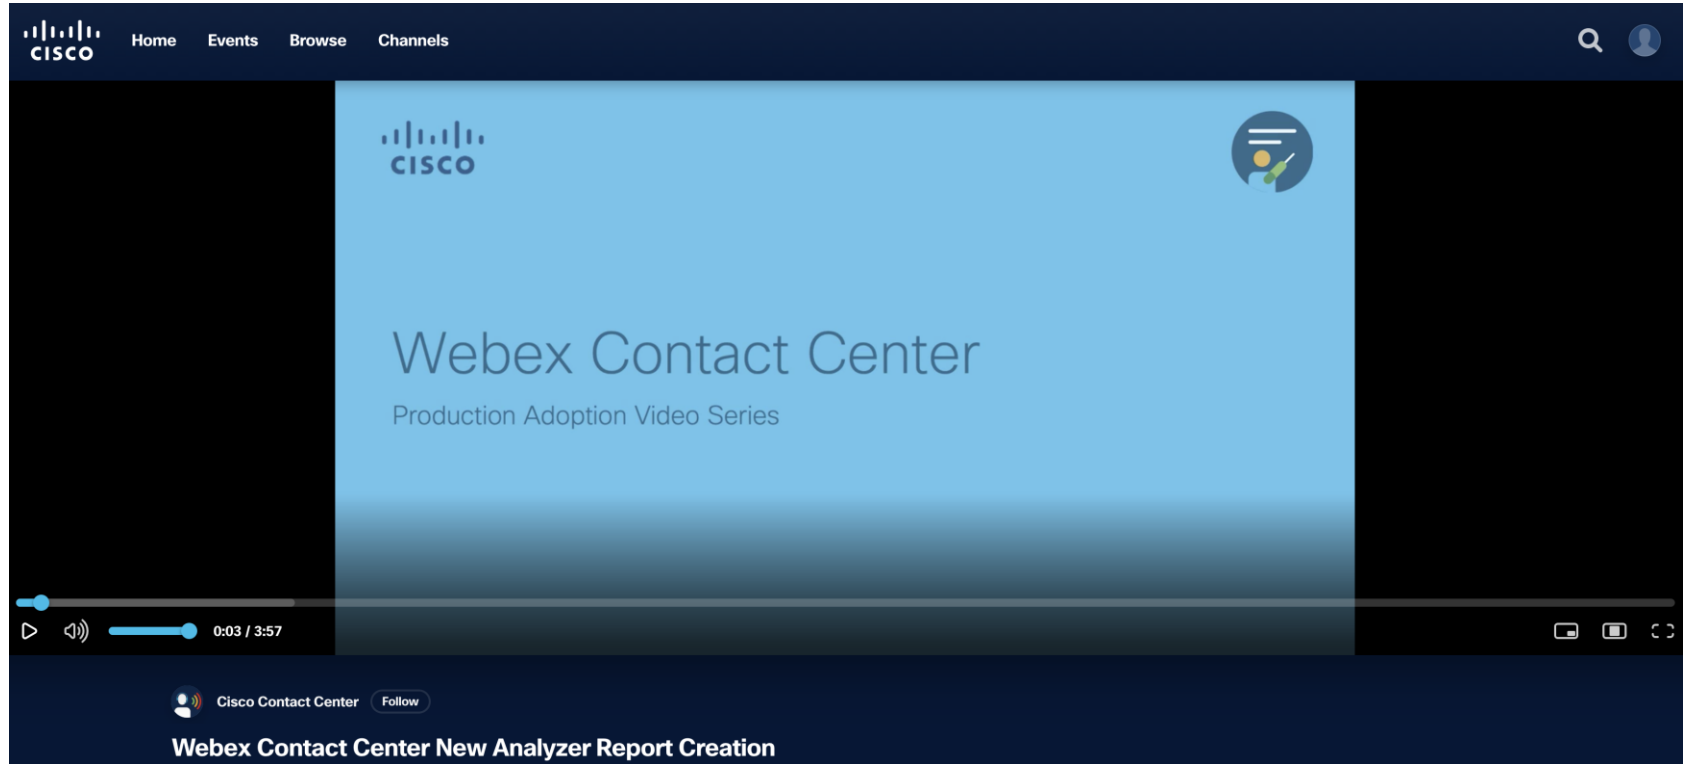 CISCO
Home Events Browse Channels
CISCO
Webex Contact Center
Production Adoption Video Series
0:03 / 3:57
Cisco Contact Center Follow
Webex Contact Center New Analyzer Report Creation